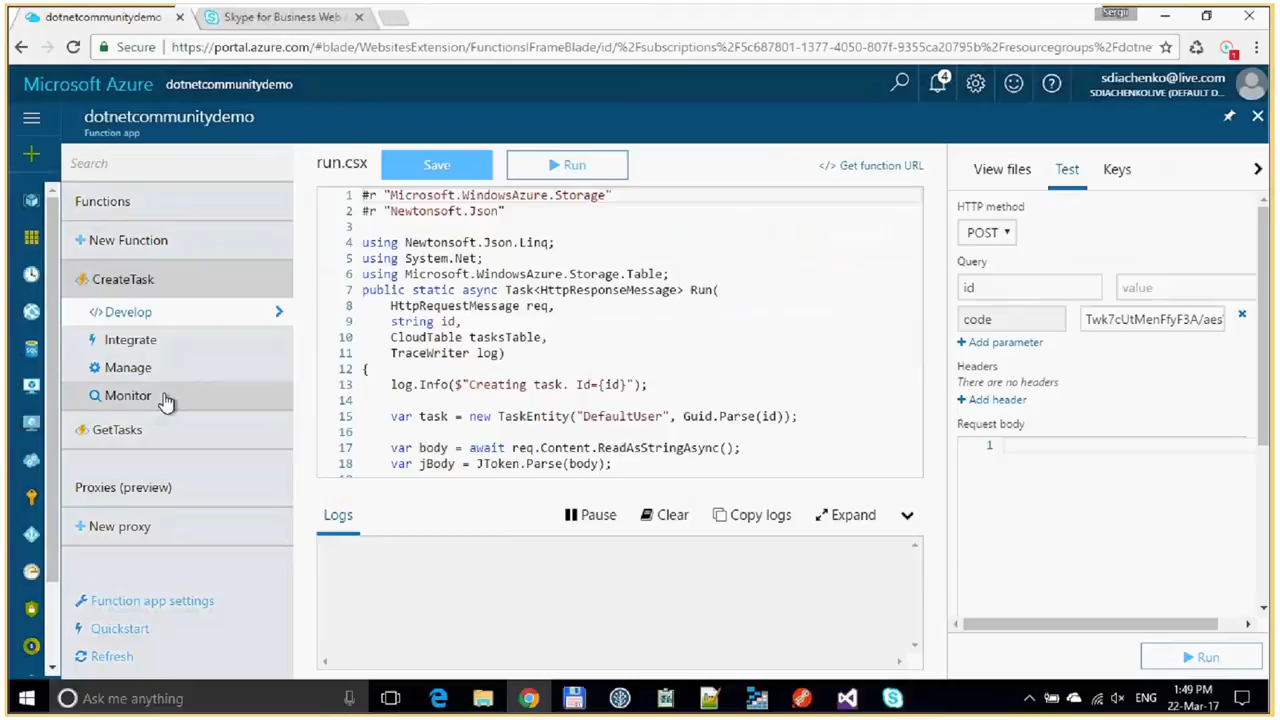 dotnetcommunitydemo
Skype for Business Web
Sergii
Secure
https://portal.azure.com/#blade/WebsitesExtension/FunctionsIFrameBlade/id/%2Fsubscriptions%2F5c687801-1377-4050-807f-9355ca20795b%2Fresourcegroups%2Fdotne
1
Microsoft Azure dotnetcommunitydemo
4
sdiachenko@live.com
SDIACHENKOLIVE (DEFAULT D...
dotnetcommunitydemo
Function app
Search
Functions
New Function
CreateTask
</> Develop
Integrate
Manage
Monitor
GetTasks
Proxies (preview)
New proxy
Function app settings
Quickstart
Refresh
run.csx
Save
Run
</> Get function URL
1 #r "Microsoft.WindowsAzure.Storage"
2 #r "Newtonsoft.Json"
3
4 using Newtonsoft.Json.Linq;
5 using System.Net;
6 using Microsoft.WindowsAzure.Storage.Table;
7 public static async Task<HttpResponseMessage> Run(
8 HttpRequestMessage req,
9 string id,
10 CloudTable tasksTable,
11 TraceWriter log)
12 {
13 log.Info($"Creating task. Id={id}");
14
15 var task = new TaskEntity("DefaultUser", Guid.Parse(id));
16
17 var body = await req.Content.ReadAsStringAsync();
18 var jBody = JToken.Parse(body);
Logs
Pause
Clear
Copy logs
Expand
View files
Test
Keys
HTTP method
POST
Query
id
value
code
Twk7cUtMenFfyF3A/aes
Add parameter
Headers
There are no headers
Add header
Request body
1
Run
Ask me anything
ENG
1:49 PM
22-Mar-17